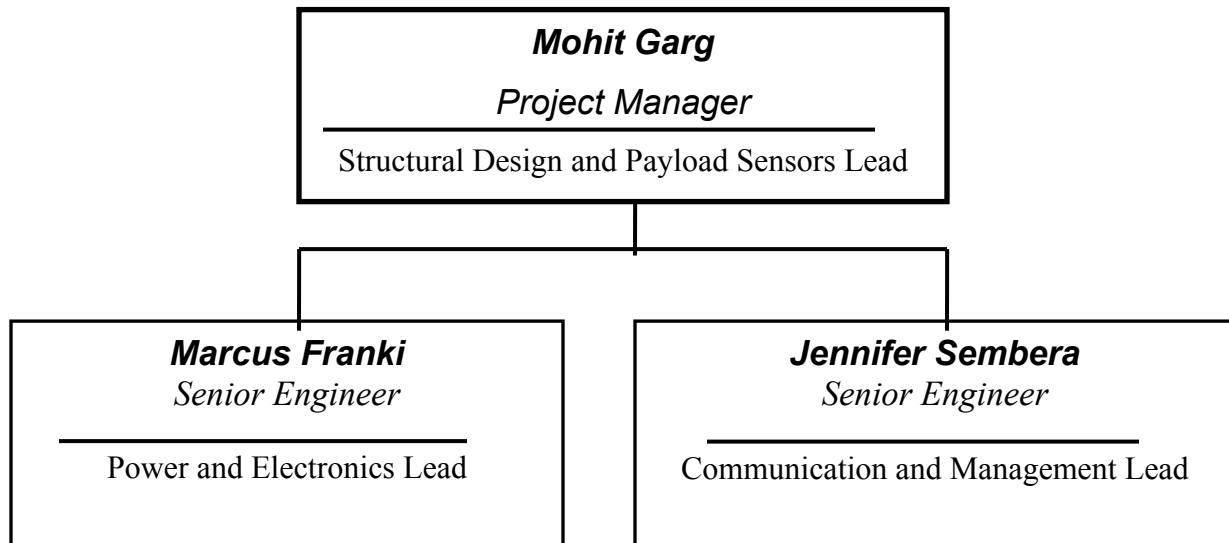 Mohit Garg
Project Manager
Structural Design and Payload Sensors Lead
Marcus Franki
Senior Engineer
Power and Electronics Lead
Jennifer Sembera
Senior Engineer
Communication and Management Lead